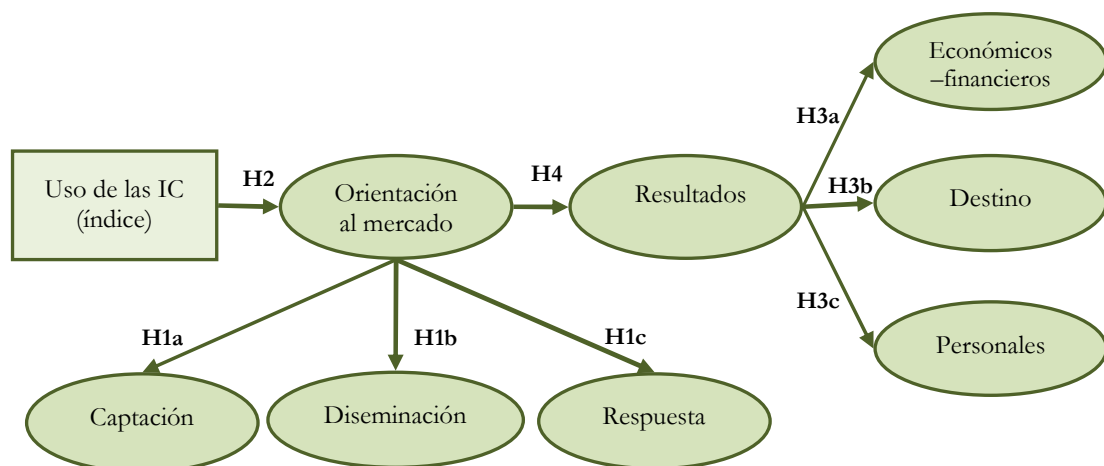 Económicos
–financieros
H3a
Uso de las IC
(índice)
H2
Orientación
al mercado
H4
Resultados
H3b
Destino
H3c
Personales
H1a
H1b
H1c
Captación
Diseminación
Respuesta